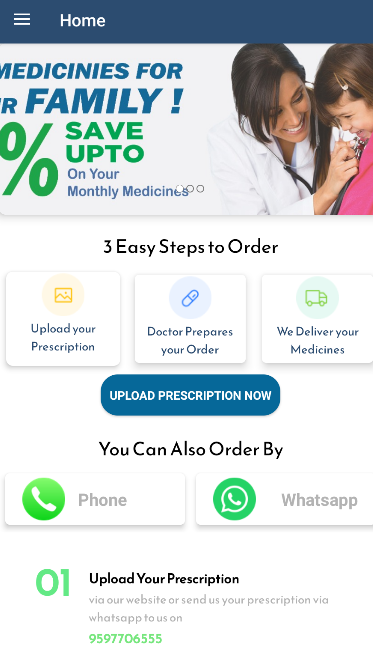 Home
MEDICINIES FOR
R FAMILY !
% SAVE
UPTO
On Your
Monthly Medicines
3 Easy Steps to Order
Upload your
Prescription
Doctor Prepares
your Order
We Deliver your
Medicines
UPLOAD PRESCRIPTION NOW
You Can Also Order By
Phone
Whatsapp
01
Upload Your Prescription
via our website or send us your prescription via
whatsapp to us on
9597706555